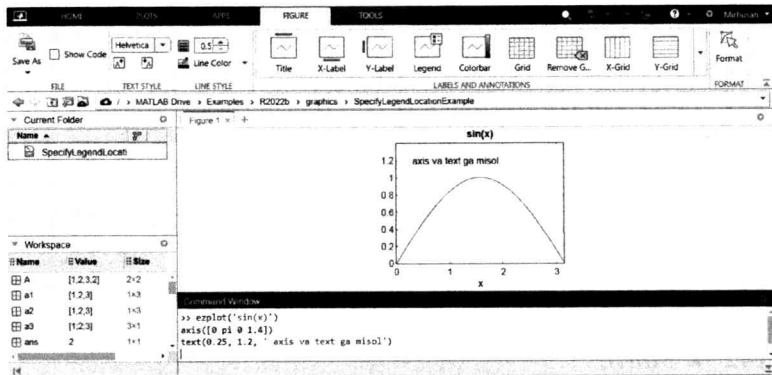 HOME PLOTS APPS FIGURE TOOLS Mirhusan
Save As
Show Code
Helvetica
0.5
Line Color
Title X-Label Y-Label Legend Colorbar Grid Remove G... X-Grid Y-Grid Format
FILE TEXT STYLE LINE STYLE LABELS AND ANNOTATIONS FORMAT
/ > MATLAB Drive > Examples > R2022b > graphics > SpecifyLegendLocationExample
Current Folder
Name
SpecifyLegendLocati
Figure 1 × +
sin(x)
axis va text ga misol
1.2
1
0.8
0.6
0.4
0.2
0
0 1 2 3
x
Workspace
Name Value Size
A [1,2,3,2] 2×2
a1 [1,2,3] 1×3
a2 [1,2,3] 1×3
a3 [1;2;3] 3×1
ans 2 1×1
Command Window
>> ezplot('sin(x)')
axis([0 pi 0 1.4])
text(0.25, 1.2, ' axis va text ga misol')